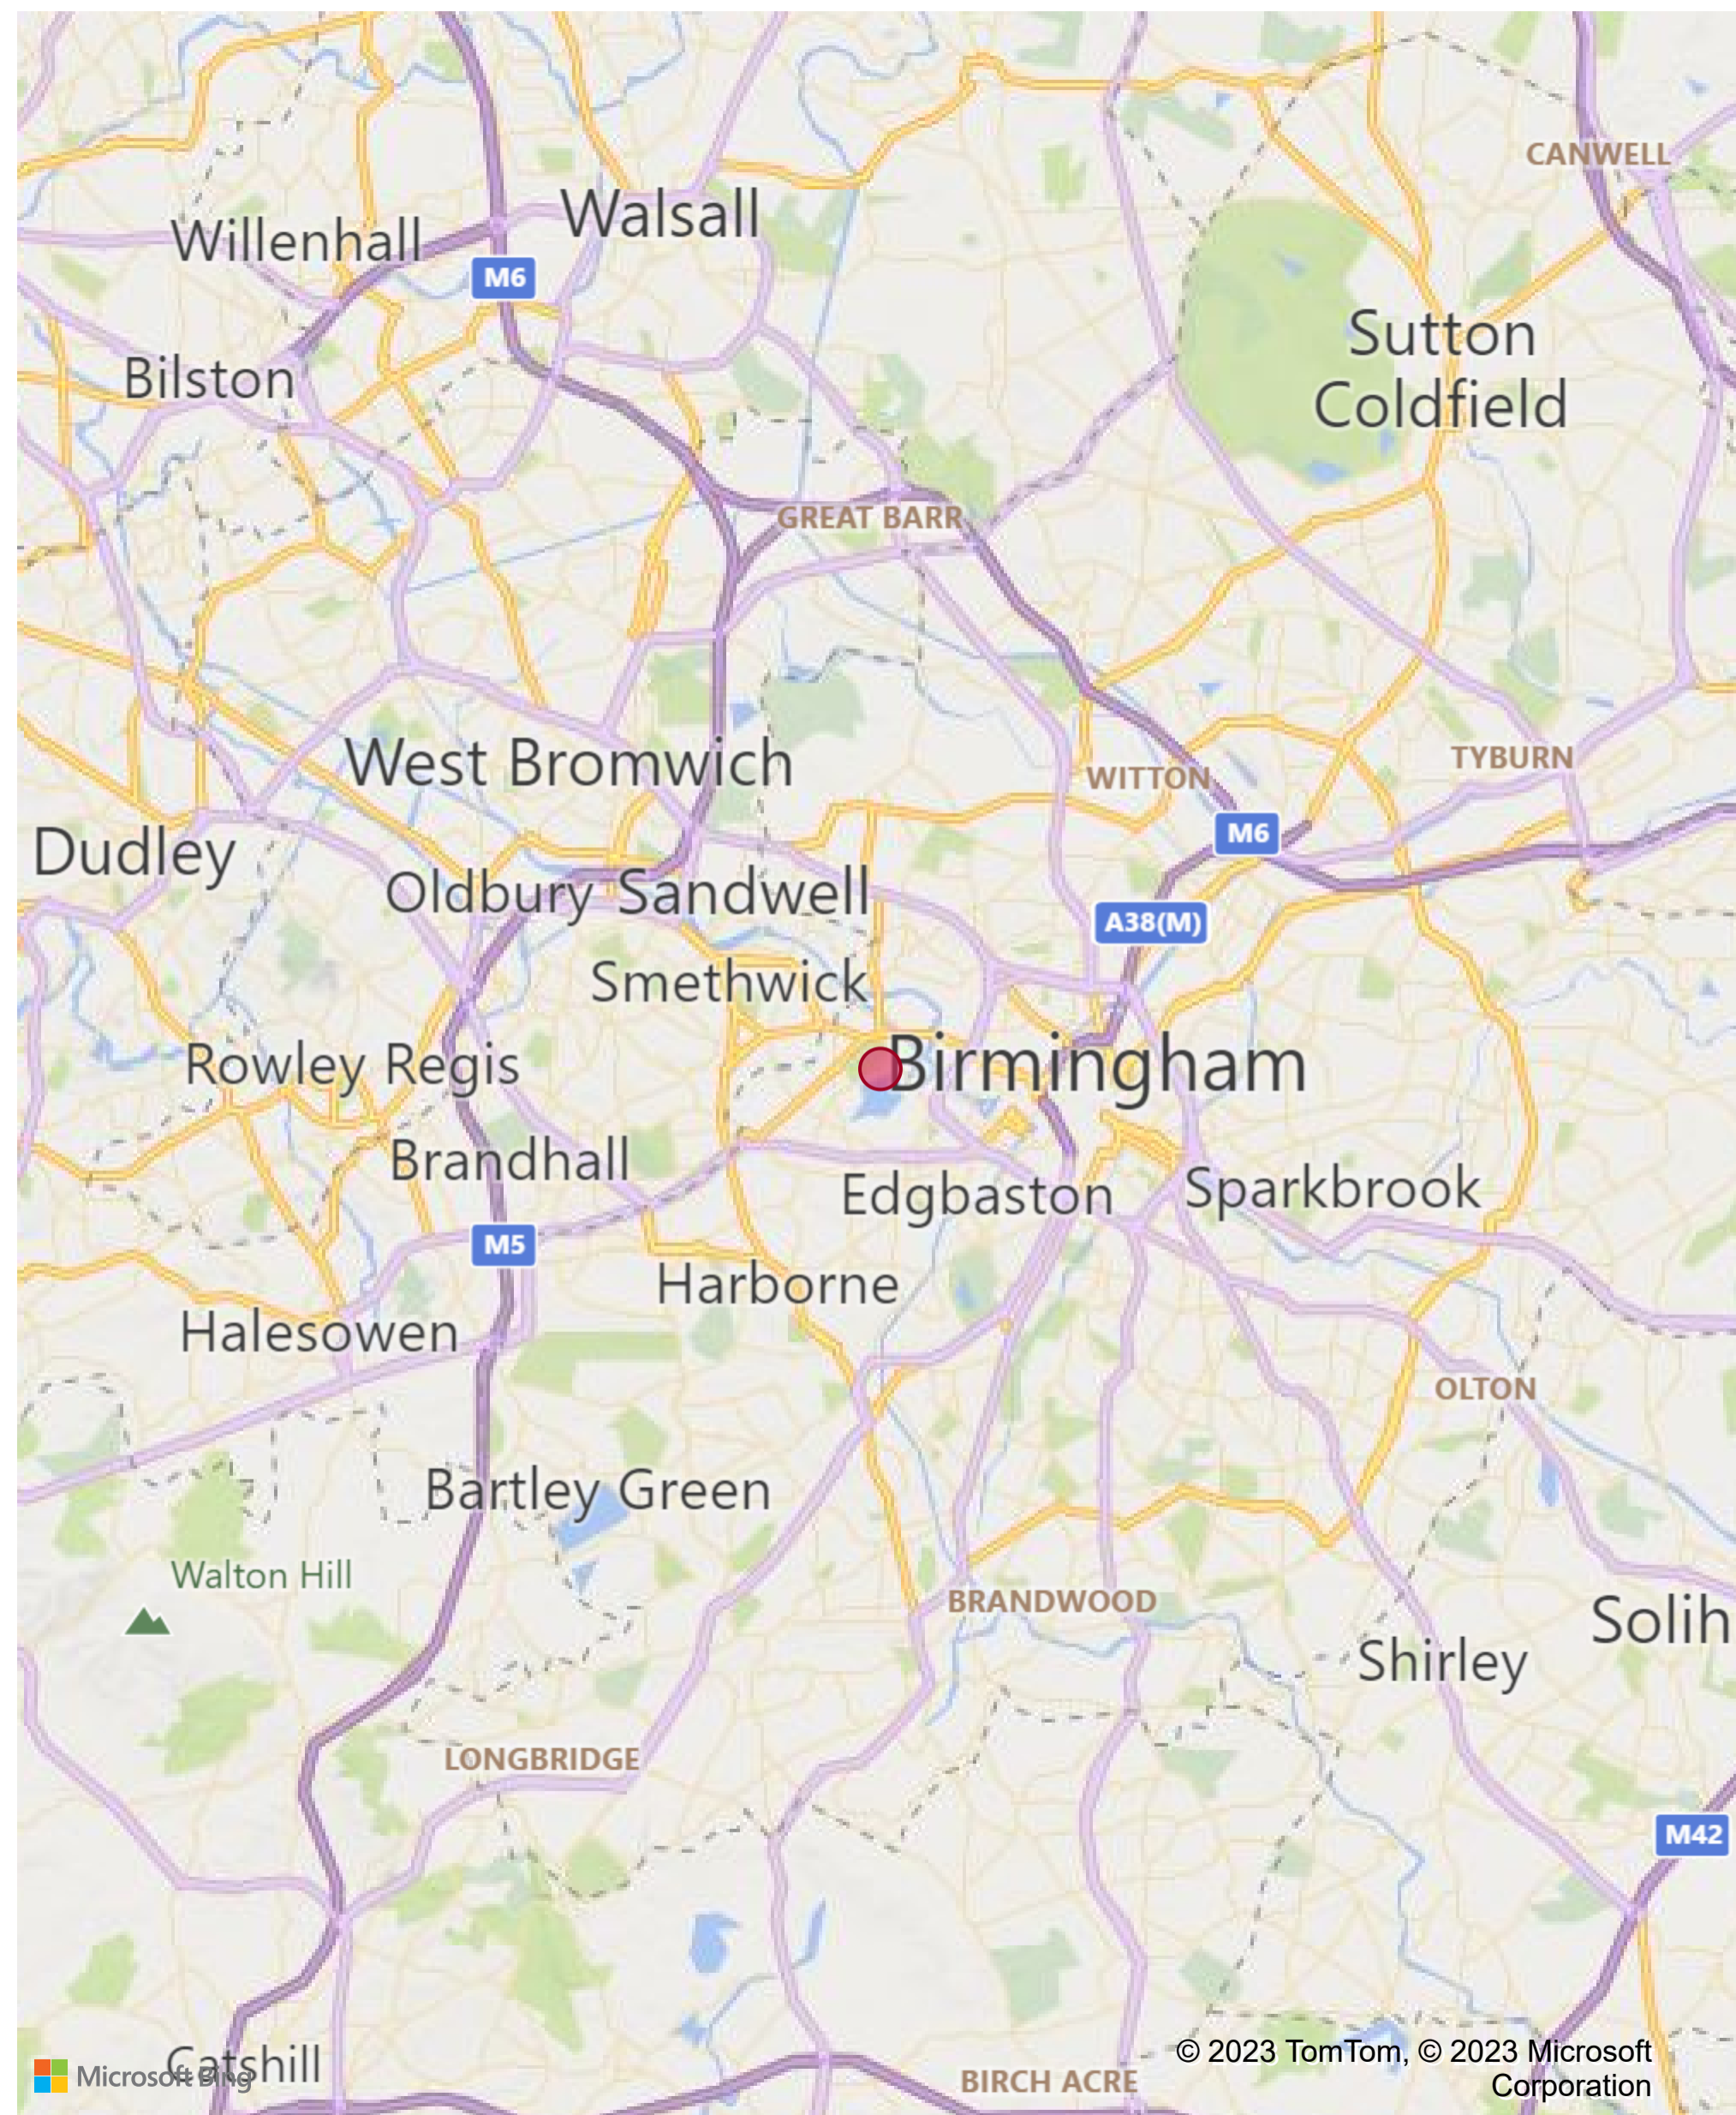 CANWELL
Walsall
Willenhall
M6
Sutton
Coldfield
Bilston
GREAT BARR
West Bromwich
WITTON
TYBURN
M6
Dudley
Oldbury
Sandwell
A38(M)
Smethwick
Rowley Regis
Birmingham
Brandhall
Edgbaston
Sparkbrook
M5
Harborne
Halesowen
OLTON
Bartley Green
Walton Hill
BRANDWOOD
Solih
Shirley
LONGBRIDGE
M42
© 2023 TomTom, © 2023 Microsoft
Corporation
Catshill
Microsoft Bing
BIRCH ACRE